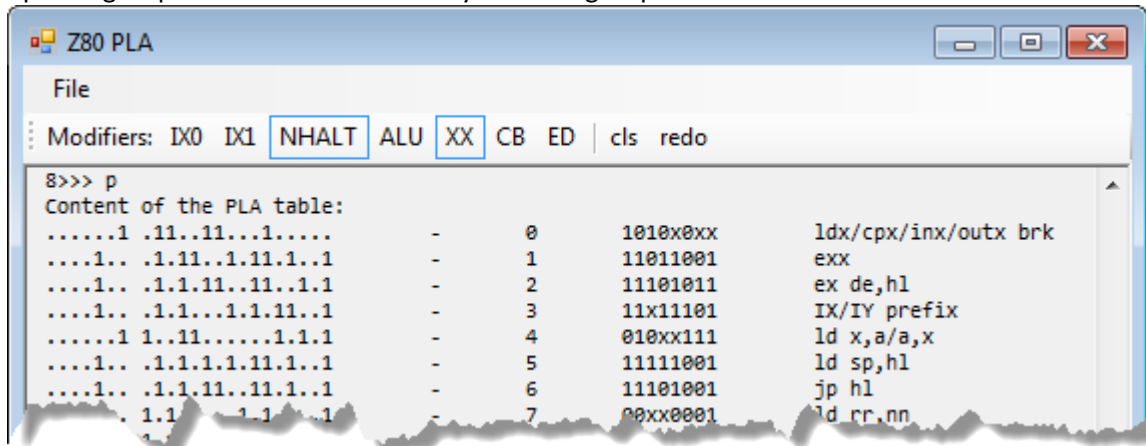 Z80 PLA
File
Modifiers: IX0 IX1 NHALT ALU XX CB ED cls redo
8>>> p
Content of the PLA table:
......1 .11..11...1..... - 0 1010x0xx ldx/cpx/inx/outx brk
....1.. .1.11..1.11.1..1 - 1 11011001 exx
....1.. .1.1.11..11.1..1 - 2 11101011 ex de,hl
....1.. .1.1...1.1.11..1 - 3 11x11101 IX/IY prefix
......1 1..11......1.1.1 - 4 010xx111 ld x,a/a,x
....1.. .1.1.1.1.11...1 - 5 11111001 ld sp,hl
....1.. .1.1.11..11.1..1 - 6 11101001 jp hl
- 7 00xx0001 ld rr,nn